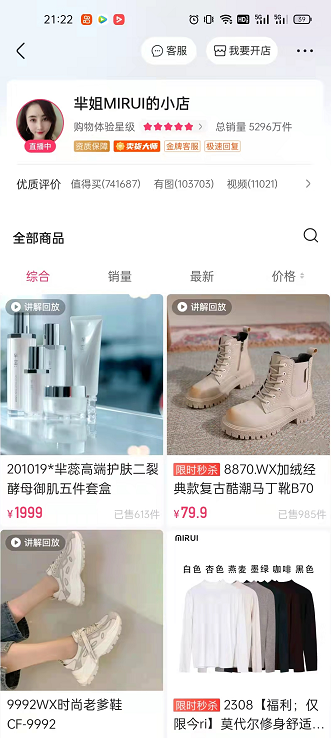 21:22
HD
5G
5G
39
客服
我要开店
芈姐MIRUI的小店
购物体验星级
总销量 5296万件
直播中
资质保障
卖货大师
金牌客服
极速回复
优质评价
值得买(741687)
有图(103703)
视频(11021)
全部商品
综合
销量
最新
价格
讲解回放
201019*芈蕊高端护肤二裂
酵母御肌五件套盒
¥1999
已售613件
讲解回放
限时秒杀 8870.WX加绒经
典款复古酷潮马丁靴B70
¥79.9
已售985件
讲解回放
9992WX时尚老爹鞋
CF-9992
MIRUI
白色 杏色 燕麦 墨绿 咖啡 黑色
限时秒杀 2308【福利；仅
限今ri】莫代尔修身舒适…